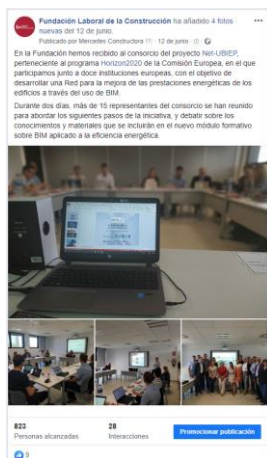 Fundación Laboral de la Construcción ha añadido 4 fotos
nuevas del 12 de junio.
Publicado por Mercedes Constructora · 12 de junio
En la Fundación hemos recibido al consorcio del proyecto Net-UBIEP,
perteneciente al programa Horizon2020 de la Comisión Europea, en el que
participamos junto a doce instituciones europeas, con el objetivo de
desarrollar una Red para la mejora de las prestaciones energéticas de los
edificios a través del uso de BIM.
Durante dos días, más de 15 representantes del consorcio se han reunido
para abordar los siguientes pasos de la iniciativa, y debatir sobre los
conocimientos y materiales que se incluirán en el nuevo módulo formativo
sobre BIM aplicado a la eficiencia energética.
823
Personas alcanzadas
28
Interacciones
Promocionar publicación
9